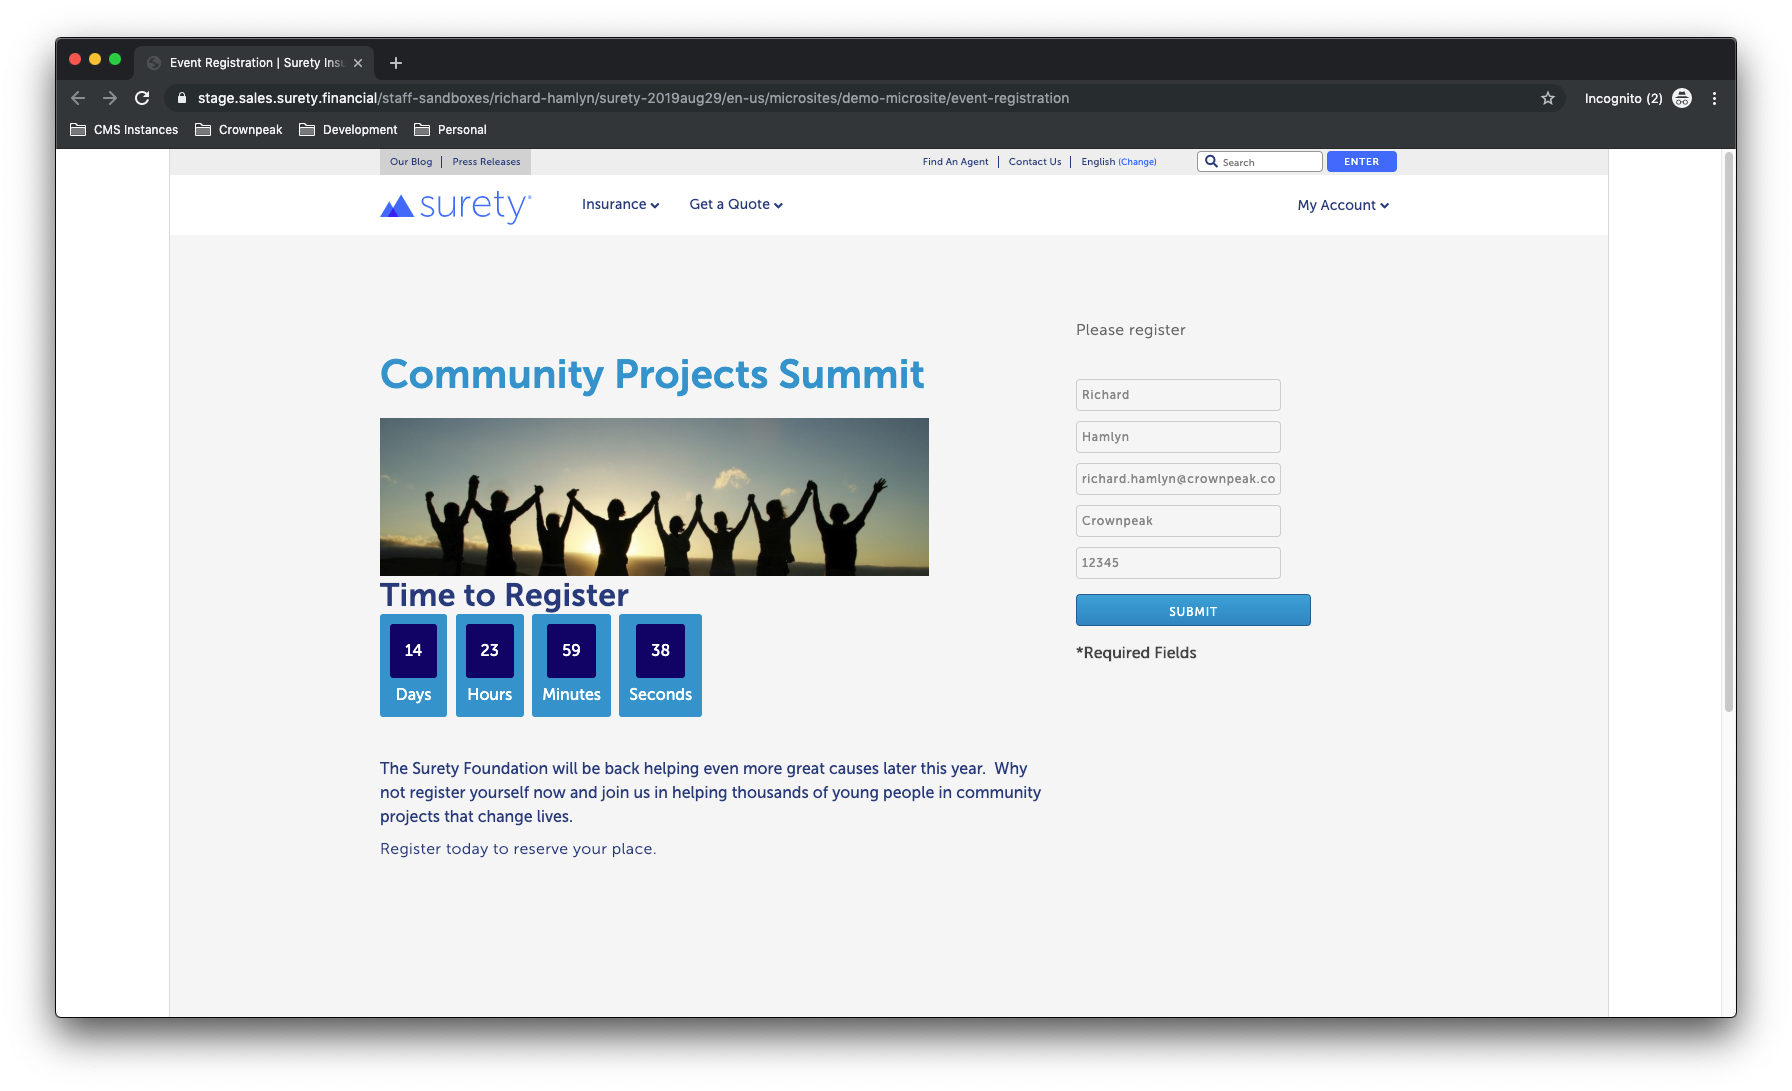 Event Registration | Surety Insu
stage.sales.surety.financial/staff-sandboxes/richard-hamlyn/surety-2019aug29/en-us/microsites/demo-microsite/event-registration
Incognito (2)
CMS Instances
Crownpeak
Development
Personal
Our Blog | Press Releases
Find An Agent | Contact Us | English (Change)
Search
ENTER
surety
Insurance
Get a Quote
My Account
Please register
Community Projects Summit
Richard
Hamlyn
richard.hamlyn@crownpeak.co
Crownpeak
12345
SUBMIT
*Required Fields
Time to Register
14 23 59 38
Days Hours Minutes Seconds
The Surety Foundation will be back helping even more great causes later this year. Why
not register yourself now and join us in helping thousands of young people in community
projects that change lives.
Register today to reserve your place.